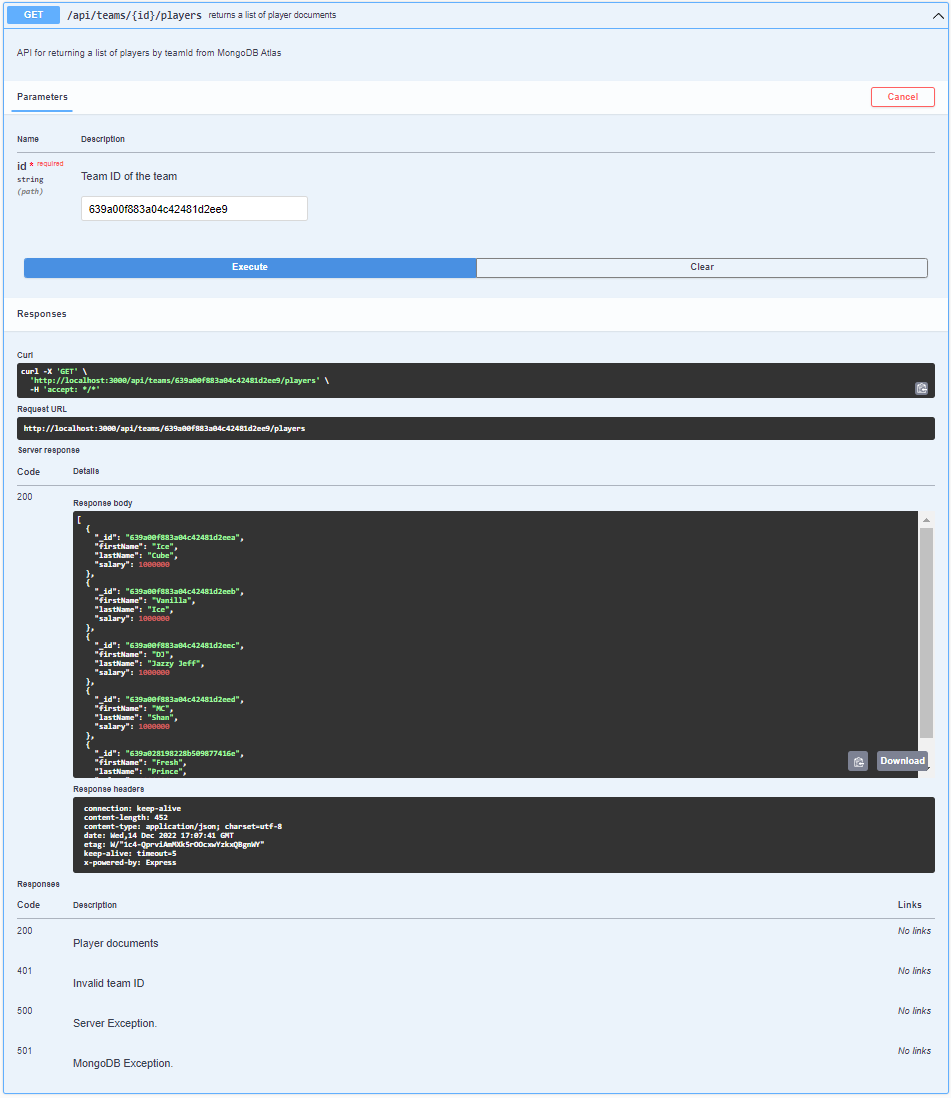 GET /api/teams/{id}/players returns a list of player documents
API for returning a list of players by teamId from MongoDB Atlas
Parameters
Cancel
Name Description
id * required
string
(path)
Team ID of the team
639a00f883a04c42481d2ee9
Execute Clear
Responses
Curl
curl -X 'GET' \
'http://localhost:3000/api/teams/639a00f883a04c42481d2ee9/players' \
-H 'accept: */*'
Request URL
http://localhost:3000/api/teams/639a00f883a04c42481d2ee9/players
Server response
Code Details
200
Response body
[
{
"_id": "639a00f883a04c42481d2eea",
"firstName": "Ice",
"lastName": "Cube",
"salary": 1000000
},
{
"_id": "639a00f883a04c42481d2eeb",
"firstName": "Vanilla",
"lastName": "Ice",
"salary": 1000000
},
{
"_id": "639a00f883a04c42481d2eec",
"firstName": "DJ",
"lastName": "Jazzy Jeff",
"salary": 1000000
},
{
"_id": "639a00f883a04c42481d2eed",
"firstName": "MC",
"lastName": "Shan",
"salary": 1000000
},
{
"_id": "639a028198228b509877416e",
"firstName": "Fresh",
"lastName": "Prince",
Download
Response headers
connection: keep-alive
content-length: 452
content-type: application/json; charset=utf-8
date: Wed,14 Dec 2022 17:07:41 GMT
etag: W/"1c4-QprviAmMXk5rOOcxwYzkxQBgmWY"
keep-alive: timeout=5
x-powered-by: Express
Responses
Code Description Links
200 No links
Player documents
401 No links
Invalid team ID
500 No links
Server Exception.
501 No links
MongoDB Exception.